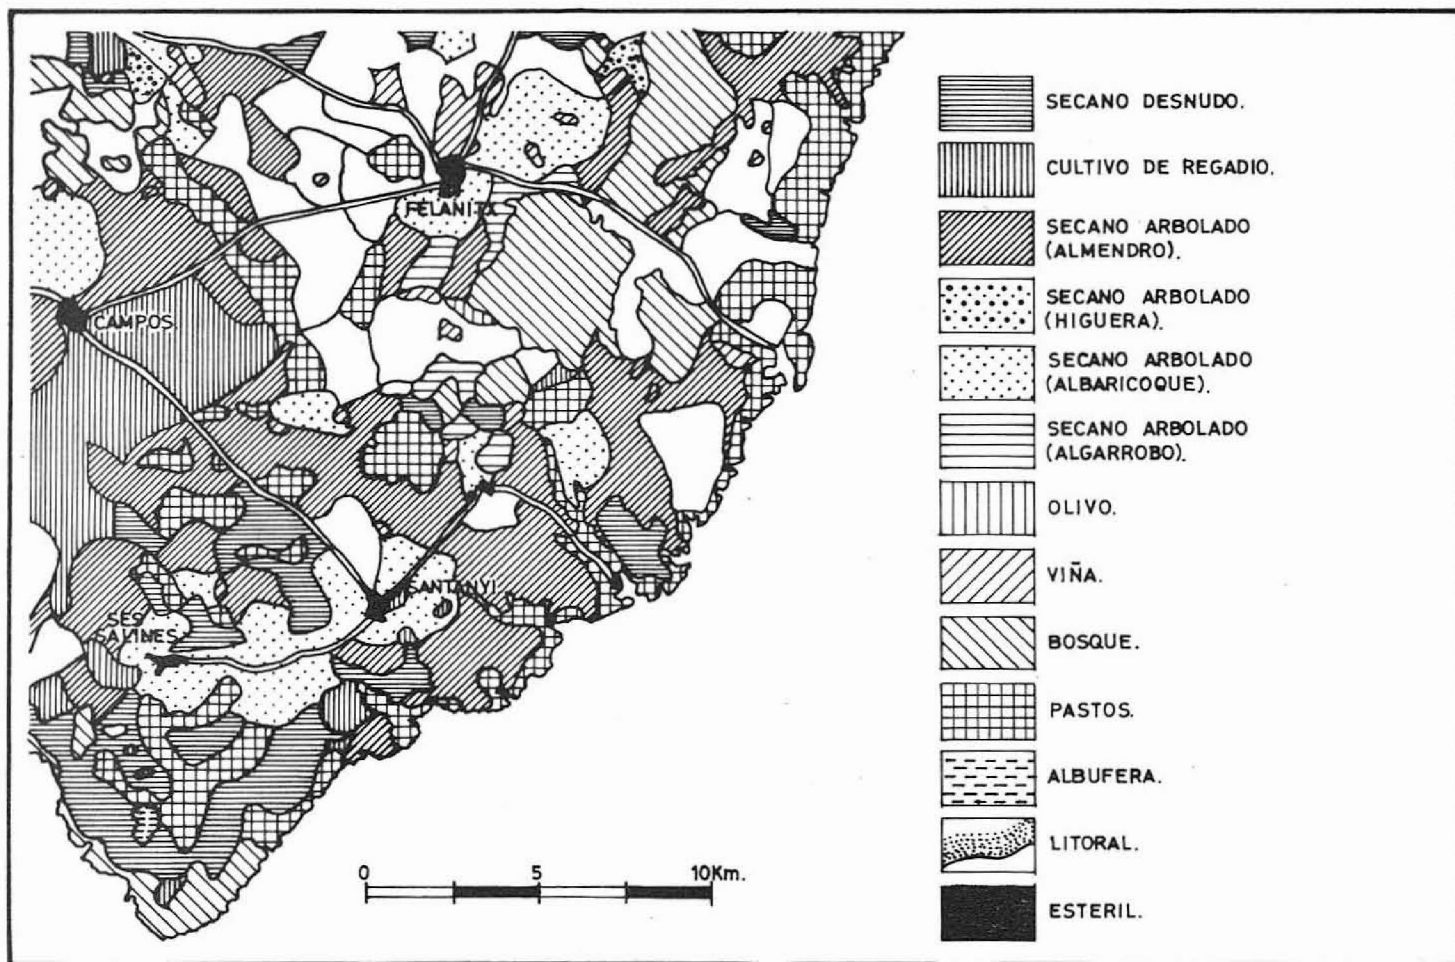 FELANITX
CAMPOS
SANTANYI
SES
SALINES
0 5 10Km.
SECANO DESNUDO.
CULTIVO DE REGADIO.
SECANO ARBOLADO
(ALMENDRO).
SECANO ARBOLADO
(HIGUERA).
SECANO ARBOLADO
(ALBARICOQUE).
SECANO ARBOLADO
(ALGARROBO).
OLIVO.
VIÑA.
BOSQUE.
PASTOS.
ALBUFERA.
LITORAL.
ESTERIL.